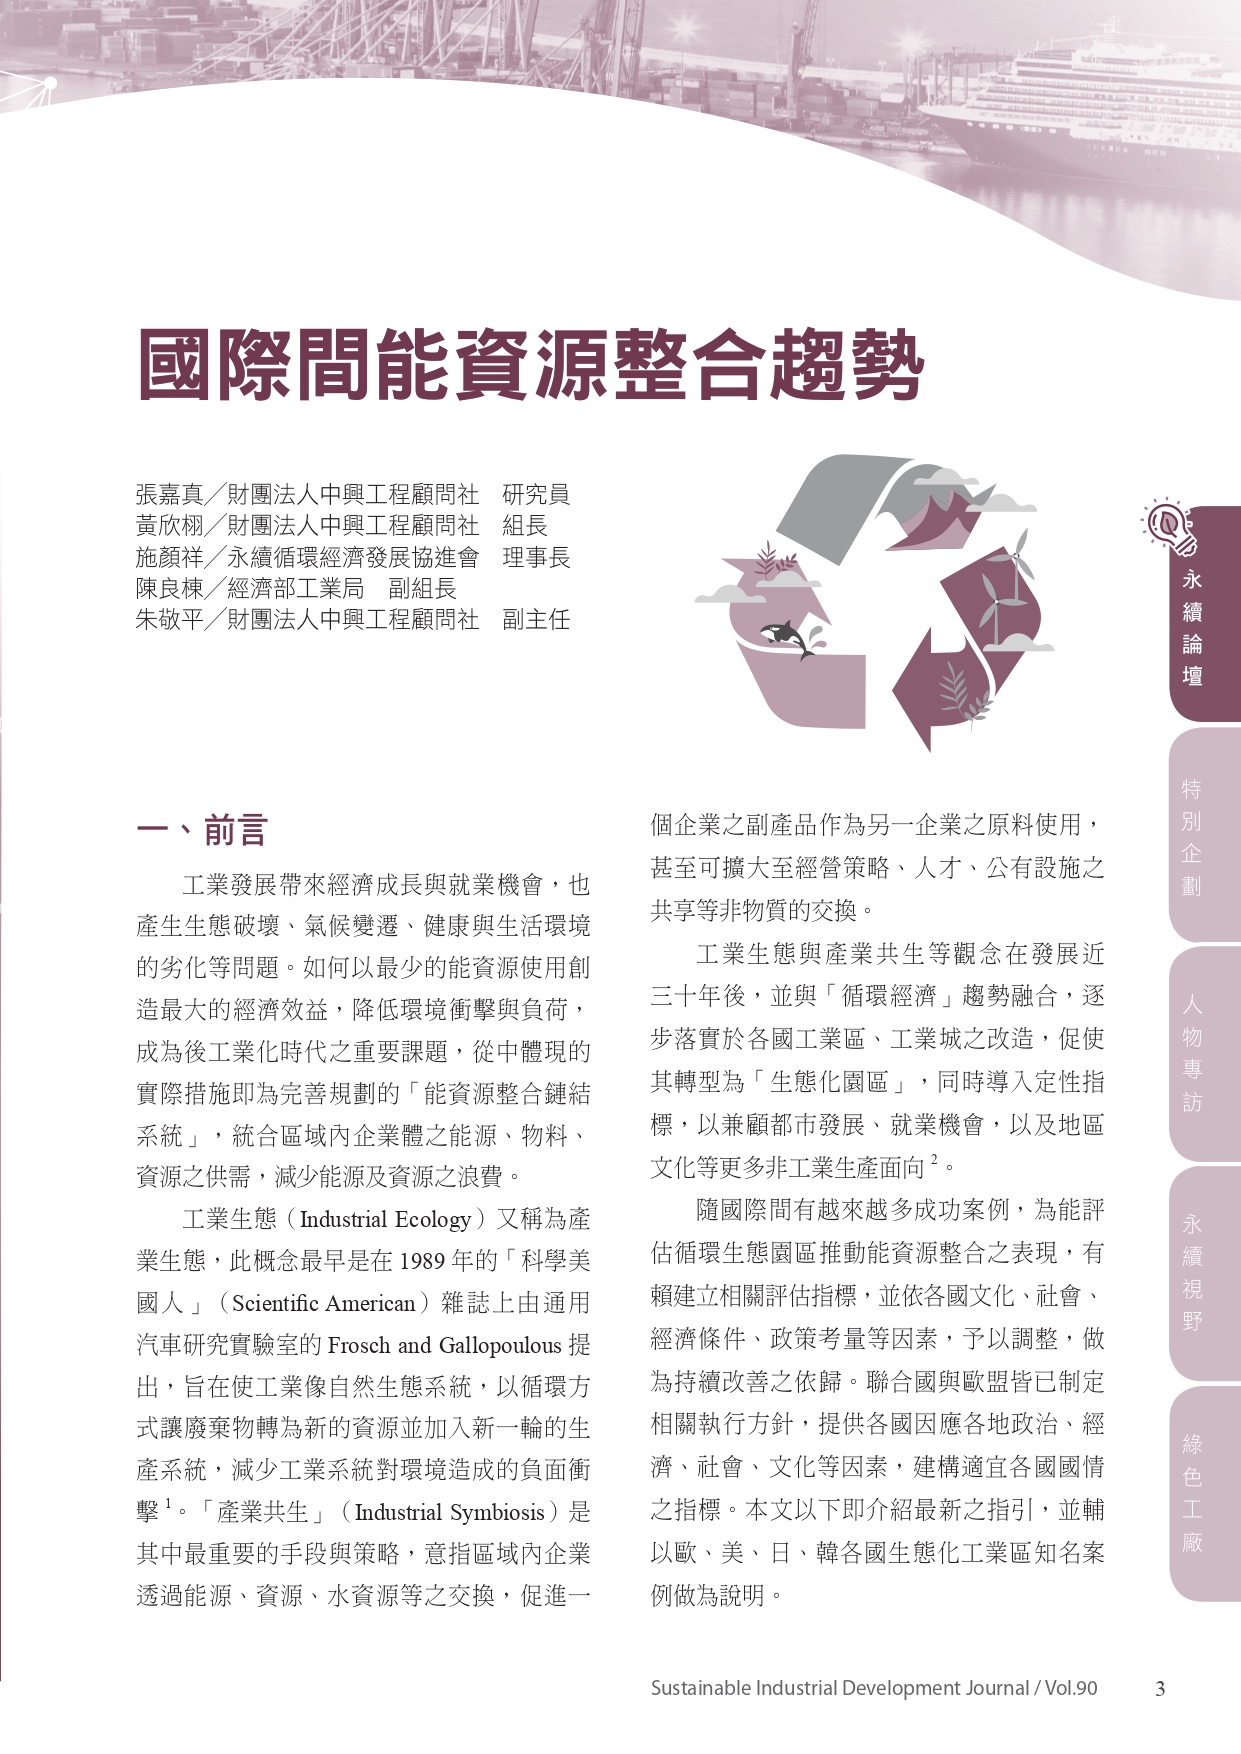 國際間能資源整合趨勢
張嘉真／財團法人中興工程顧問社　研究員
黃欣栩／財團法人中興工程顧問社　組長
施顏祥／永續循環經濟發展協進會　理事長
陳良棟／經濟部工業局　副組長
朱敬平／財團法人中興工程顧問社　副主任
一、前言
工業發展帶來經濟成長與就業機會，也
產生生態破壞、氣候變遷、健康與生活環境
的劣化等問題。如何以最少的能資源使用創
造最大的經濟效益，降低環境衝擊與負荷，
成為後工業化時代之重要課題，從中體現的
實際措施即為完善規劃的「能資源整合鏈結
系統」，統合區域內企業體之能源、物料、
資源之供需，減少能源及資源之浪費。
工業生態（Industrial Ecology）又稱為產
業生態，此概念最早是在 1989 年的「科學美
國人」（Scientific American）雜誌上由通用
汽車研究實驗室的 Frosch and Gallopoulous 提
出，旨在使工業像自然生態系統，以循環方
式讓廢棄物轉為新的資源並加入新一輪的生
產系統，減少工業系統對環境造成的負面衝
擊 1。「產業共生」（Industrial Symbiosis）是
其中最重要的手段與策略，意指區域內企業
透過能源、資源、水資源等之交換，促進一
個企業之副產品作為另一企業之原料使用，
甚至可擴大至經營策略、人才、公有設施之
共享等非物質的交換。
工業生態與產業共生等觀念在發展近
三十年後，並與「循環經濟」趨勢融合，逐
步落實於各國工業區、工業城之改造，促使
其轉型為「生態化園區」，同時導入定性指
標，以兼顧都市發展、就業機會，以及地區
文化等更多非工業生產面向 2。
隨國際間有越來越多成功案例，為能評
估循環生態園區推動能資源整合之表現，有
賴建立相關評估指標，並依各國文化、社會、
經濟條件、政策考量等因素，予以調整，做
為持續改善之依歸。聯合國與歐盟皆已制定
相關執行方針，提供各國因應各地政治、經
濟、社會、文化等因素，建構適宜各國國情
之指標。本文以下即介紹最新之指引，並輔
以歐、美、日、韓各國生態化工業區知名案
例做為說明。
永續論壇
特別企劃
人物專訪
永續視野
綠色工廠
Sustainable Industrial Development Journal / Vol.90
3